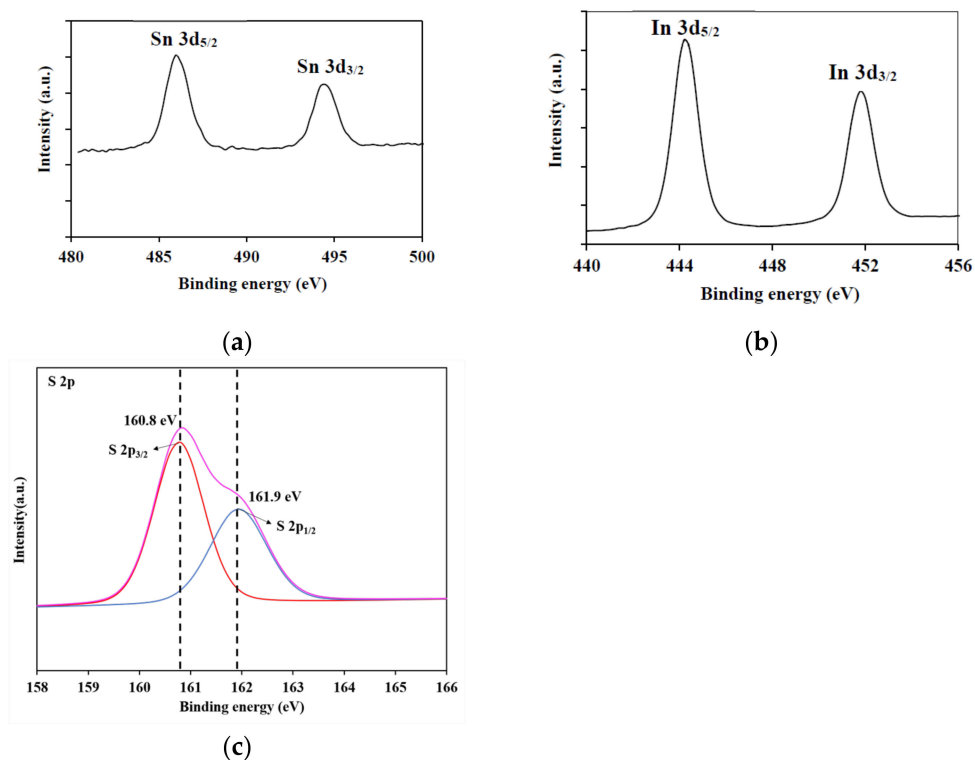 Sn 3d5/2
Sn 3d3/2
Intensity (a.u.)
480 485 490 495 500
Binding energy (eV)
(a)
In 3d5/2
In 3d3/2
Intensity (a.u.)
440 444 448 452 456
Binding energy (eV)
(b)
S 2p
160.8 eV
S 2p3/2
161.9 eV
S 2p1/2
Intensity(a.u.)
158 159 160 161 162 163 164 165 166
Binding energy (eV)
(c)